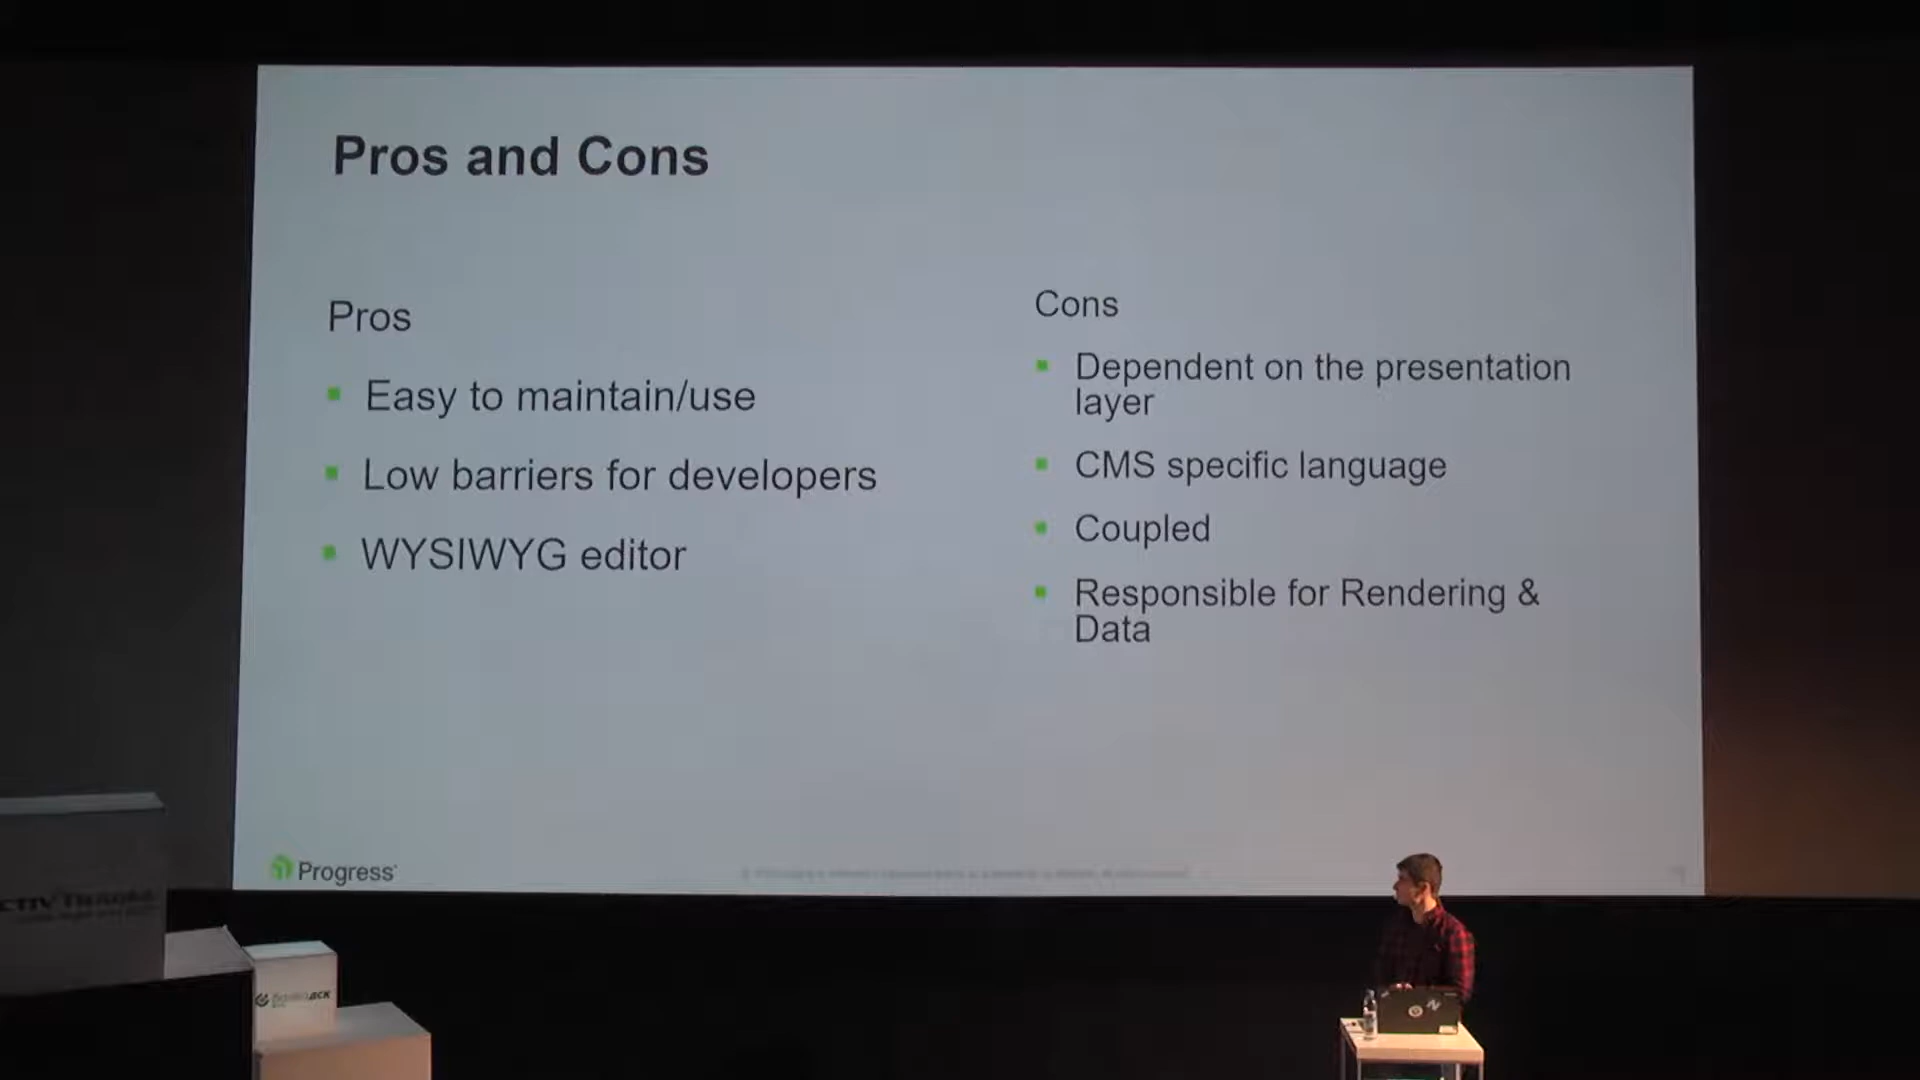 Pros and Cons
Pros
Easy to maintain/use
Low barriers for developers
WYSIWYG editor
Cons
Dependent on the presentation
layer
CMS specific language
Coupled
Responsible for Rendering &
Data
Progress